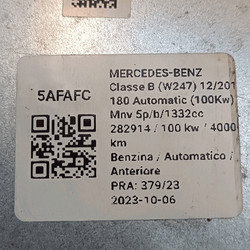 5AFAFC
MERCEDES-BENZ
Classe B (W247) 12/201
180 Automatic (100Kw)
Mnv 5p/b/1332cc
282914 / 100 kw / 4000
km
Benzina / Automatico /
Anteriore
PRA: 379/23
2023-10-06